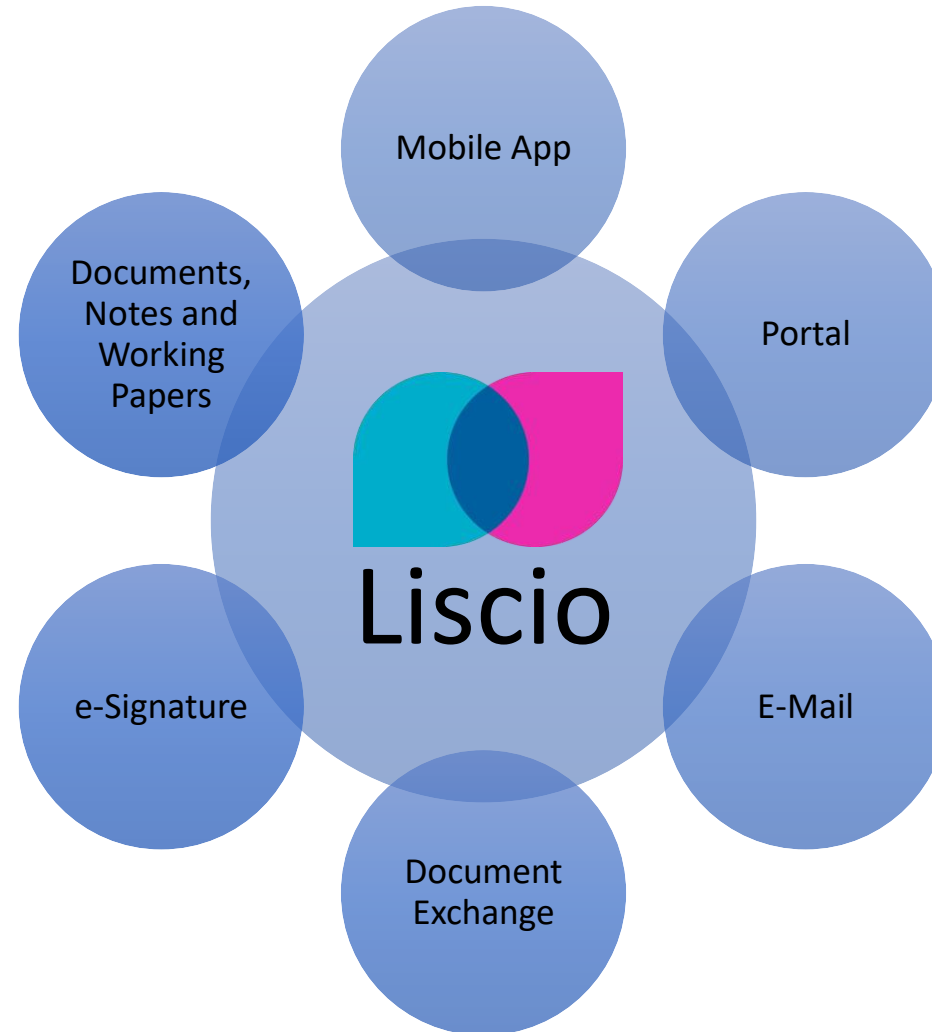 Mobile App
Portal
E-Mail
Document
Exchange
e-Signature
Documents,
Notes and
Working
Papers
Liscio